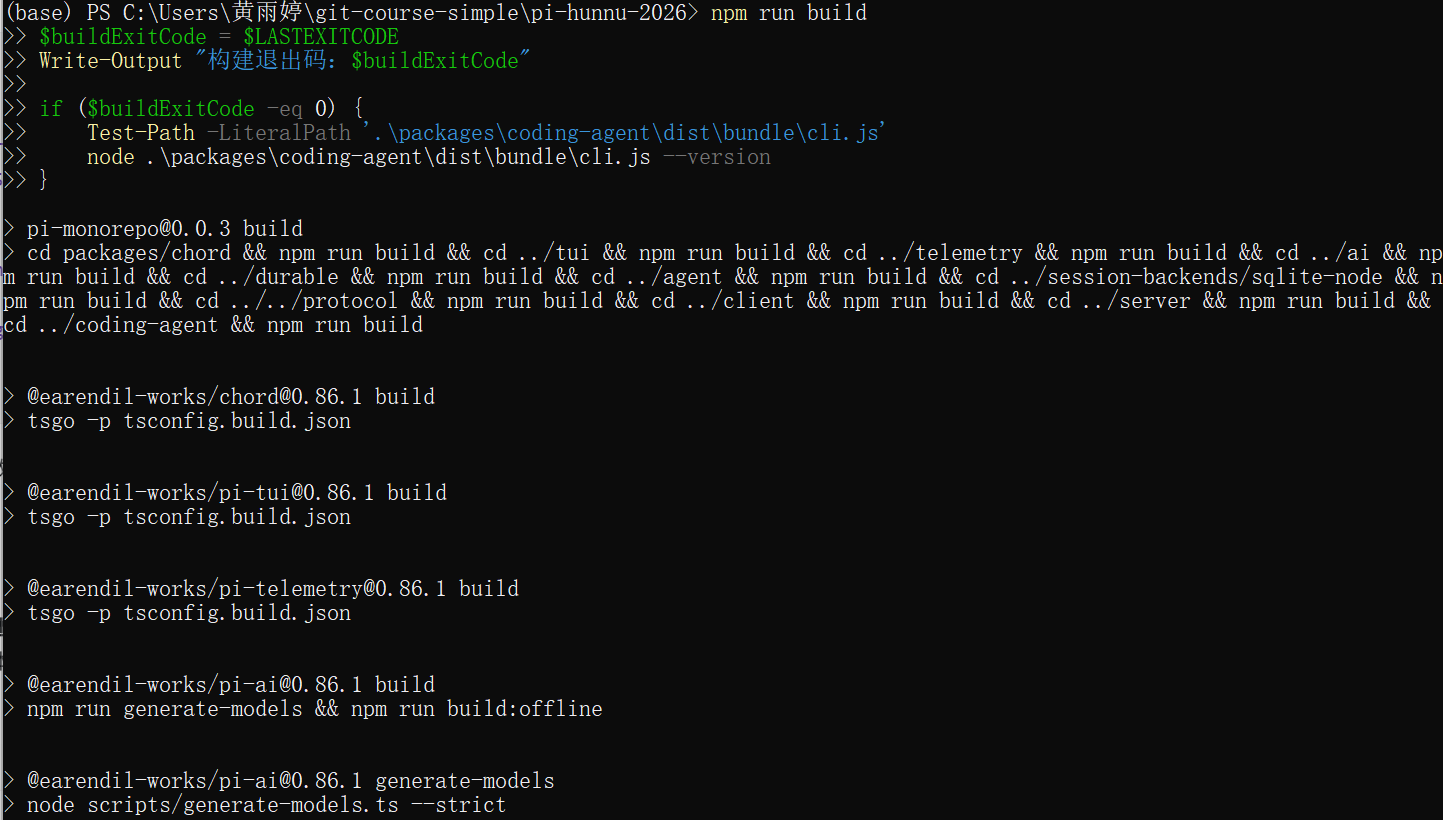 (base) PS C:\Users\黄雨婷\git-course-simple\pi-hunnu-2026> npm run build
>> $buildExitCode = $LASTEXITCODE
>> Write-Output "构建退出码：$buildExitCode"
>>
>> if ($buildExitCode -eq 0) {
>>     Test-Path -LiteralPath '.\packages\coding-agent\dist\bundle\cli.js'
>>     node .\packages\coding-agent\dist\bundle\cli.js --version
>> }
> pi-monorepo@0.0.3 build
> cd packages/chord && npm run build && cd ../tui && npm run build && cd ../telemetry && npm run build && cd ../ai && np
m run build && cd ../durable && npm run build && cd ../agent && npm run build && cd ../session-backends/sqlite-node && n
pm run build && cd ../../protocol && npm run build && cd ../client && npm run build && cd ../server && npm run build &&
cd ../coding-agent && npm run build
> @earendil-works/chord@0.86.1 build
> tsgo -p tsconfig.build.json
> @earendil-works/pi-tui@0.86.1 build
> tsgo -p tsconfig.build.json
> @earendil-works/pi-telemetry@0.86.1 build
> tsgo -p tsconfig.build.json
> @earendil-works/pi-ai@0.86.1 build
> npm run generate-models && npm run build:offline
> @earendil-works/pi-ai@0.86.1 generate-models
> node scripts/generate-models.ts --strict